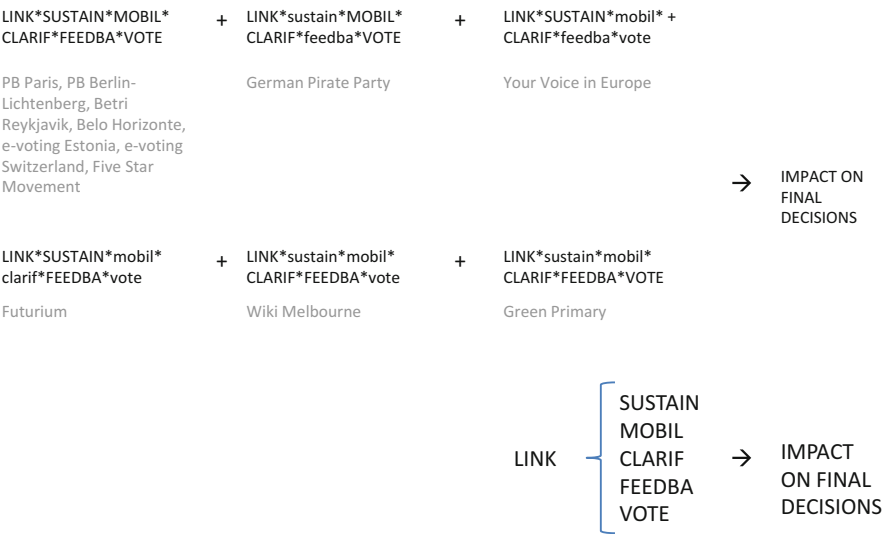 LINK*SUSTAIN*MOBIL*
CLARIF*FEEDBA*VOTE
+
LINK*sustain*MOBIL*
CLARIF*feedba*VOTE
+
LINK*SUSTAIN*mobil* +
CLARIF*feedba*vote
PB Paris, PB Berlin-
Lichtenberg, Betri
Reykjavik, Belo Horizonte,
e-voting Estonia, e-voting
Switzerland, Five Star
Movement
German Pirate Party
Your Voice in Europe
→
IMPACT ON
FINAL
DECISIONS
LINK*SUSTAIN*mobil*
clarif*FEEDBA*vote
+
LINK*sustain*mobil*
CLARIF*FEEDBA*vote
+
LINK*sustain*mobil*
CLARIF*FEEDBA*VOTE
Futurium
Wiki Melbourne
Green Primary
LINK
SUSTAIN
MOBIL
CLARIF
FEEDBA
VOTE
→
IMPACT
ON FINAL
DECISIONS